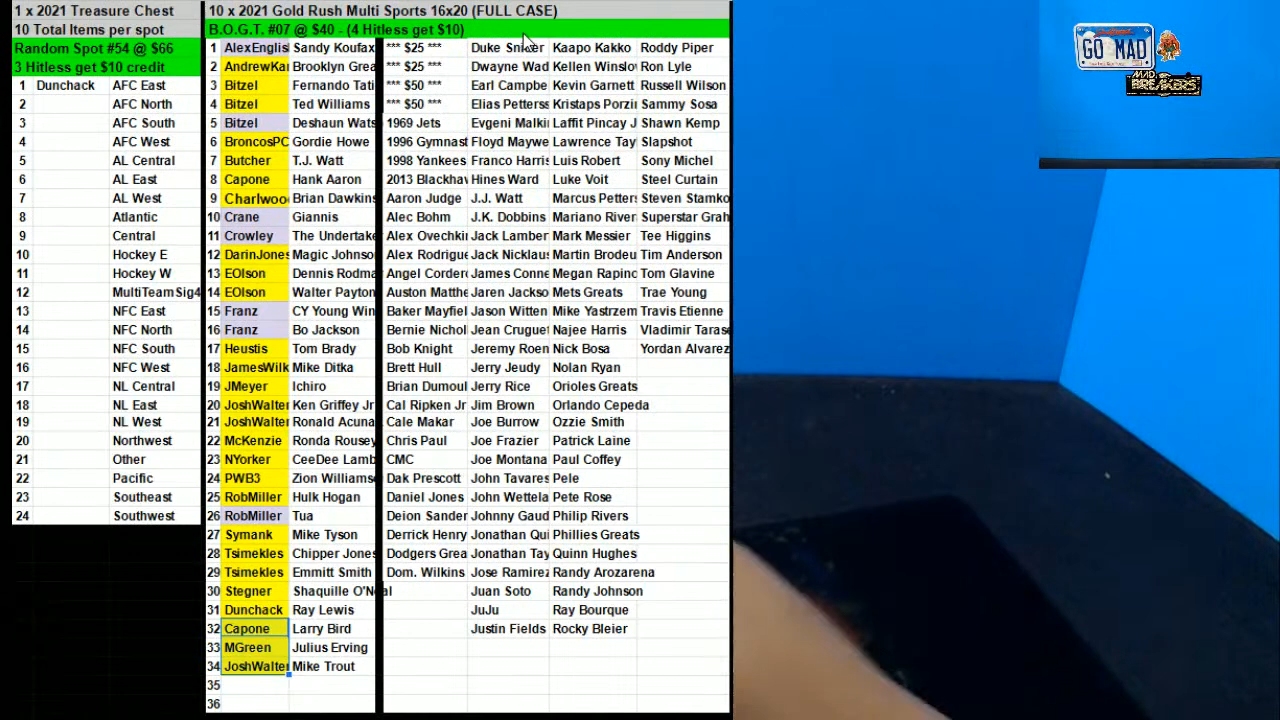 1 x 2021 Treasure Chest
10 Total Items per spot
Random Spot #54 @ $66
3 Hitless get $10 credit
1 Dunchack AFC East
2 AFC North
3 AFC South
4 AFC West
5 AL Central
6 AL East
7 AL West
8 Atlantic
9 Central
10 Hockey E
11 Hockey W
12 MultiTeamSig4
13 NFC East
14 NFC North
15 NFC South
16 NFC West
17 NL Central
18 NL East
19 NL West
20 Northwest
21 Other
22 Pacific
23 Southeast
24 Southwest
10 x 2021 Gold Rush Multi Sports 16x20 (FULL CASE)
B.O.G.T. #07 @ $40 - (4 Hitless get $10)
1 AlexEnglis Sandy Koufax *** $25 *** Duke Snider Kaapo Kakko Roddy Piper
2 AndrewKar Brooklyn Grea *** $25 *** Dwayne Wad Kellen Winslov Ron Lyle
3 Bitzel Fernando Tati *** $50 *** Earl Campbe Kevin Garnett Russell Wilson
4 Bitzel Ted Williams *** $50 *** Elias Petterss Kristaps Porzi Sammy Sosa
5 Bitzel Deshaun Wats 1969 Jets Evgeni Malki Laffit Pincay J Shawn Kemp
6 BroncosPC Gordie Howe 1996 Gymnast Floyd Maywe Lawrence Tay Slapshot
7 Butcher T.J. Watt 1998 Yankees Franco Harris Luis Robert Sony Michel
8 Capone Hank Aaron 2013 Blackhav Hines Ward Luke Voit Steel Curtain
9 Charlwoo Brian Dawkins Aaron Judge J.J. Watt Marcus Petters Steven Stamko
10 Crane Giannis Alec Bohm J.K. Dobbins Mariano River Superstar Grah
11 Crowley The Undertake Alex Ovechkin Jack Lamber Mark Messier Tee Higgins
12 DarinJones Magic Johnso Alex Rodrigue Jack Nicklaus Martin Brodeu Tim Anderson
13 EOlson Dennis Rodma Angel Cordero James Conne Megan Rapino Tom Glavine
14 EOlson Walter Payton Auston Matthe Jaren Jackso Mets Greats Trae Young
15 Franz CY Young Win Baker Mayfiel Jason Witten Mike Yastrzem Travis Etienne
16 Franz Bo Jackson Bernie Nichol Jean Cruguet Najee Harris Vladimir Tarase
17 Heustis Tom Brady Bob Knight Jeremy Roen Nick Bosa Yordan Alvarez
18 JamesWilk Mike Ditka Brett Hull Jerry Jeudy Nolan Ryan
19 JMeyer Ichiro Brian Dumoul Jerry Rice Orioles Greats
20 JoshWalter Ken Griffey Jr Cal Ripken Jr Jim Brown Orlando Cepeda
21 JoshWalter Ronald Acuna Cale Makar Joe Burrow Ozzie Smith
22 McKenzie Ronda Rousey Chris Paul Joe Frazier Patrick Laine
23 NYorker CeeDee Lamb CMC Joe Montana Paul Coffey
24 PWB3 Zion Williams Dak Prescott John Tavares Pele
25 RobMiller Hulk Hogan Daniel Jones John Wettela Pete Rose
26 RobMiller Tua Deion Sander Johnny Gaud Philip Rivers
27 Symank Mike Tyson Derrick Henry Jonathan Qui Phillies Greats
28 Tsimekles Chipper Jones Dodgers Grea Jonathan Tay Quinn Hughes
29 Tsimekles Emmitt Smith Dom. Wilkins Jose Ramirez Randy Arozarena
30 Stegner Shaquille O'Neal Juan Soto Randy Johnson
31 Dunchack Ray Lewis JuJu Ray Bourque
32 Capone Larry Bird Justin Fields Rocky Bleier
33 MGreen Julius Erving
34 JoshWalter Mike Trout
35
36
GO MAD
MAD
BREAKERS